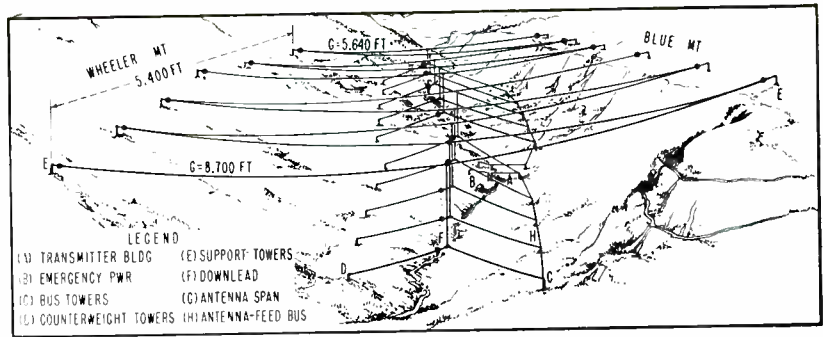 G=5,640 FT
BLUE MT
WHEELER MT
5,400 FT
E
E
G=8,700 FT
B
A
F
H
D
C
LEGEND
(A) TRANSMITTER BLDG (E) SUPPORT TOWERS
(B) EMERGENCY PWR (F) DOWNLEAD
(C) BUS TOWERS (G) ANTENNA SPAN
(D) COUNTERWEIGHT TOWERS (H) ANTENNA-FEED BUS